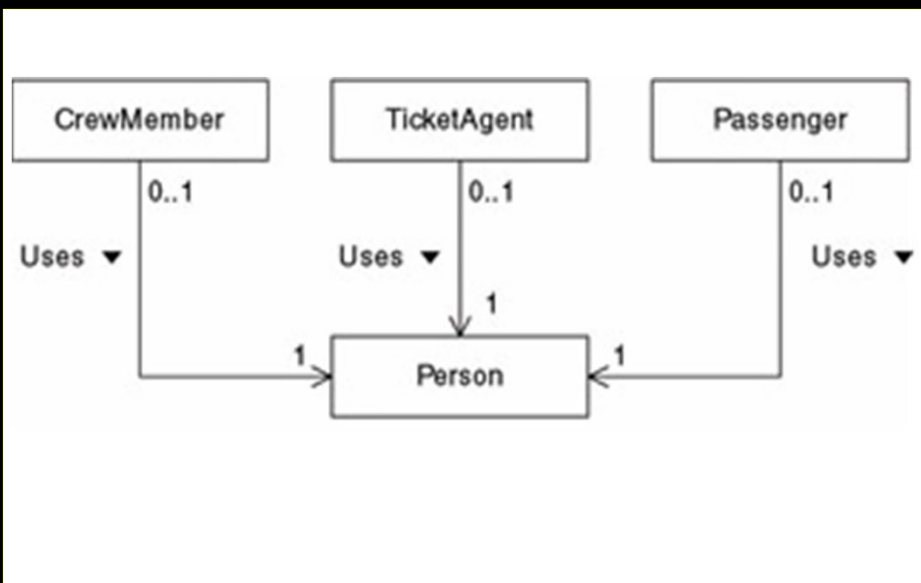 CrewMember
TicketAgent
Passenger
0..1
0..1
0..1
Uses ▼
Uses ▼
Uses ▼
1
1
1
Person